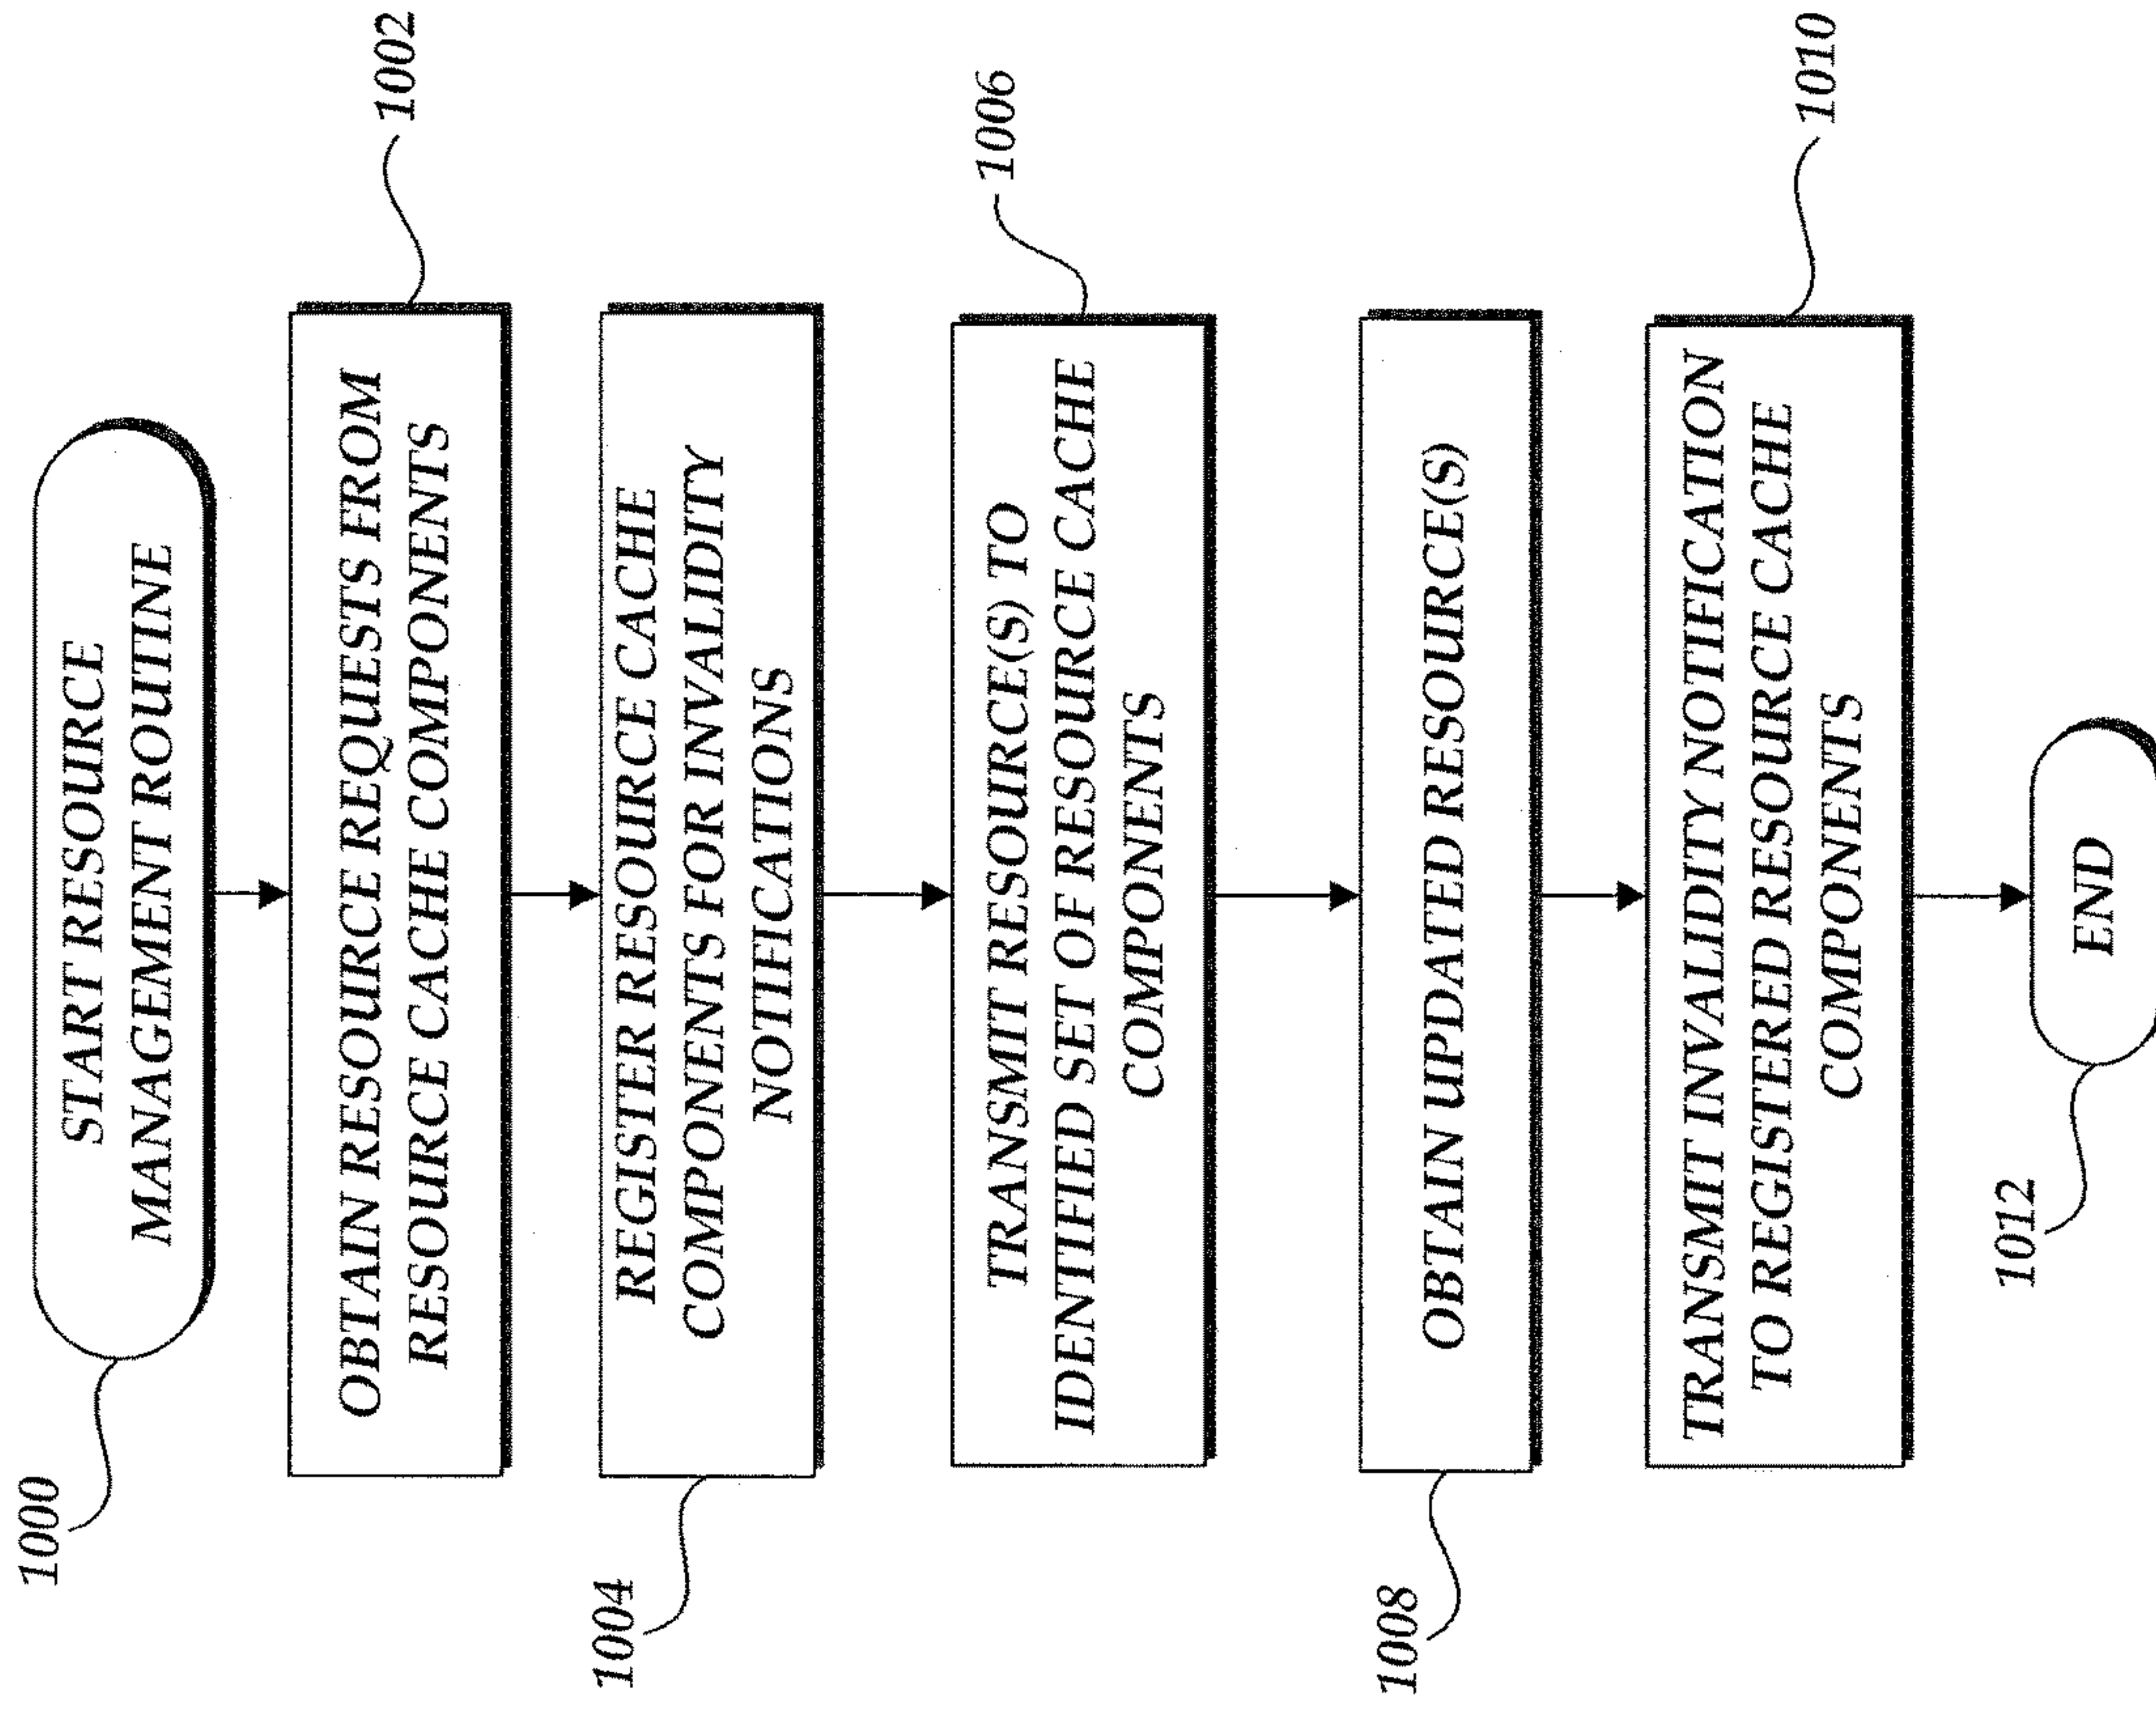 1000
START RESOURCE
MANAGEMENT ROUTINE
OBTAIN RESOURCE REQUESTS FROM
RESOURCE CACHE COMPONENTS
1002
REGISTER RESOURCE CACHE
COMPONENTS FOR INVALIDITY
NOTIFICATIONS
1004
TRANSMIT RESOURCE(S) TO
IDENTIFIED SET OF RESOURCE CACHE
COMPONENTS
1006
OBTAIN UPDATED RESOURCE(S)
1008
TRANSMIT INVALIDITY NOTIFICATION
TO REGISTERED RESOURCE CACHE
COMPONENTS
1010
END
1012